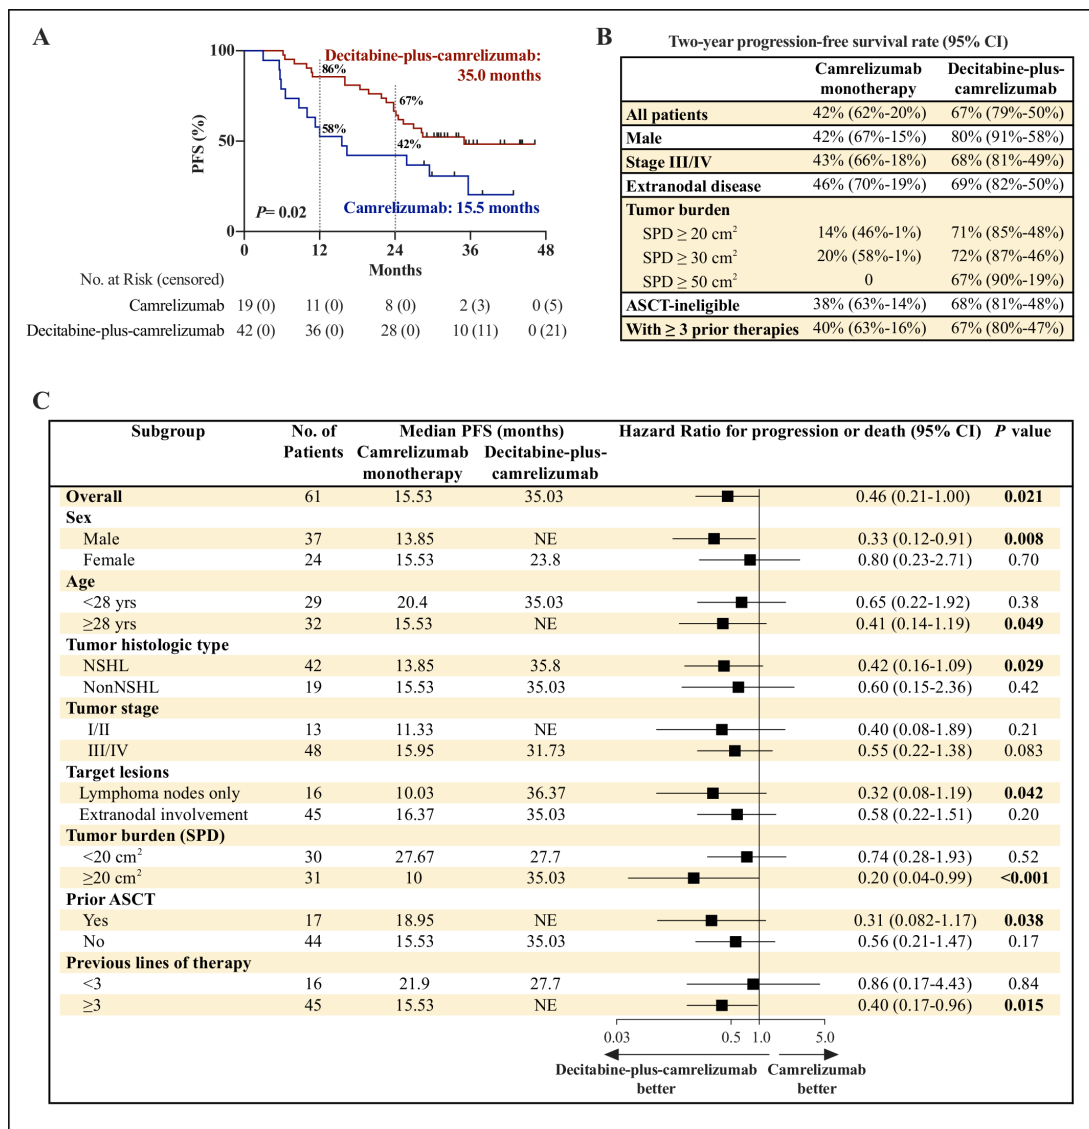 A
Decitabine-plus-camrelizumab:
35.0 months
100
50
0
PFS (%)
86%
67%
58%
42%
P= 0.02
Camrelizumab: 15.5 months
0 12 24 36 48
Months
No. at Risk (censored)
Camrelizumab 19 (0) 11 (0) 8 (0) 2 (3) 0 (5)
Decitabine-plus-camrelizumab 42 (0) 36 (0) 28 (0) 10 (11) 0 (21)
B
Two-year progression-free survival rate (95% CI)
Camrelizumab Decitabine-plus-
monotherapy camrelizumab
All patients 42% (62%-20%) 67% (79%-50%)
Male 42% (67%-15%) 80% (91%-58%)
Stage III/IV 43% (66%-18%) 68% (81%-49%)
Extranodal disease 46% (70%-19%) 69% (82%-50%)
Tumor burden
SPD ≥ 20 cm² 14% (46%-1%) 71% (85%-48%)
SPD ≥ 30 cm² 20% (58%-1%) 72% (87%-46%)
SPD ≥ 50 cm² 0 67% (90%-19%)
ASCT-ineligible 38% (63%-14%) 68% (81%-48%)
With ≥ 3 prior therapies 40% (63%-16%) 67% (80%-47%)
C
Subgroup No. of Median PFS (months) Hazard Ratio for progression or death (95% CI) P value
Patients Camrelizumab Decitabine-plus-
monotherapy camrelizumab
Overall 61 15.53 35.03 0.46 (0.21-1.00) 0.021
Sex
Male 37 13.85 NE 0.33 (0.12-0.91) 0.008
Female 24 15.53 23.8 0.80 (0.23-2.71) 0.70
Age
<28 yrs 29 20.4 35.03 0.65 (0.22-1.92) 0.38
≥28 yrs 32 15.53 NE 0.41 (0.14-1.19) 0.049
Tumor histologic type
NSHL 42 13.85 35.8 0.42 (0.16-1.09) 0.029
NonNSHL 19 15.53 35.03 0.60 (0.15-2.36) 0.42
Tumor stage
I/II 13 11.33 NE 0.40 (0.08-1.89) 0.21
III/IV 48 15.95 31.73 0.55 (0.22-1.38) 0.083
Target lesions
Lymphoma nodes only 16 10.03 36.37 0.32 (0.08-1.19) 0.042
Extranodal involvement 45 16.37 35.03 0.58 (0.22-1.51) 0.20
Tumor burden (SPD)
<20 cm² 30 27.67 27.7 0.74 (0.28-1.93) 0.52
≥20 cm² 31 10 35.03 0.20 (0.04-0.99) <0.001
Prior ASCT
Yes 17 18.95 NE 0.31 (0.082-1.17) 0.038
No 44 15.53 35.03 0.56 (0.21-1.47) 0.17
Previous lines of therapy
<3 16 21.9 27.7 0.86 (0.17-4.43) 0.84
≥3 45 15.53 NE 0.40 (0.17-0.96) 0.015
0.03 0.5 1.0 5.0
Decitabine-plus-camrelizumab Camrelizumab
better better